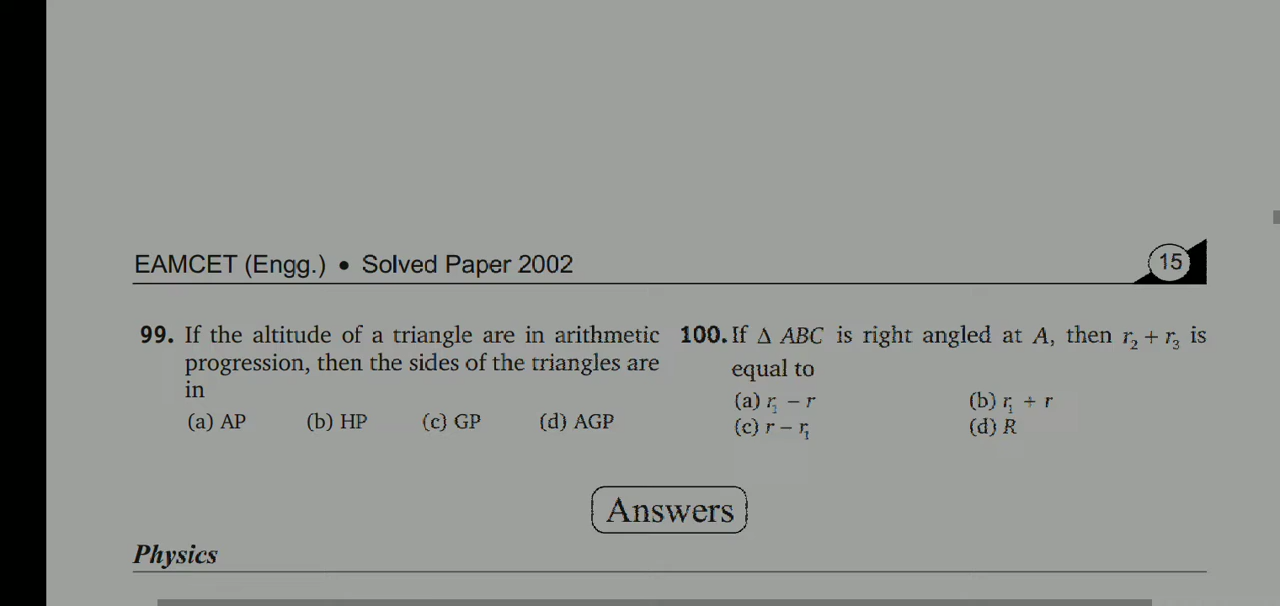 EAMCET (Engg.) • Solved Paper 2002
15
99. If the altitude of a triangle are in arithmetic
progression, then the sides of the triangles are
in
(a) AP (b) HP (c) GP (d) AGP
100. If Δ ABC is right angled at A, then r₂ + r₃ is
equal to
(a) r₁ − r (b) r₁ + r
(c) r − r₁ (d) R
Answers
Physics